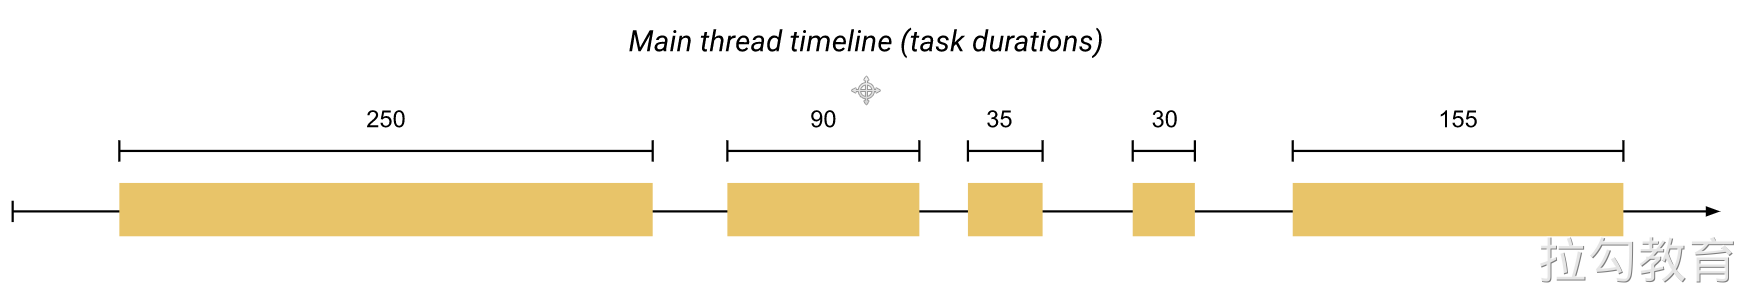 Main thread timeline (task durations)
250 90 35 30 155
拉勾教育